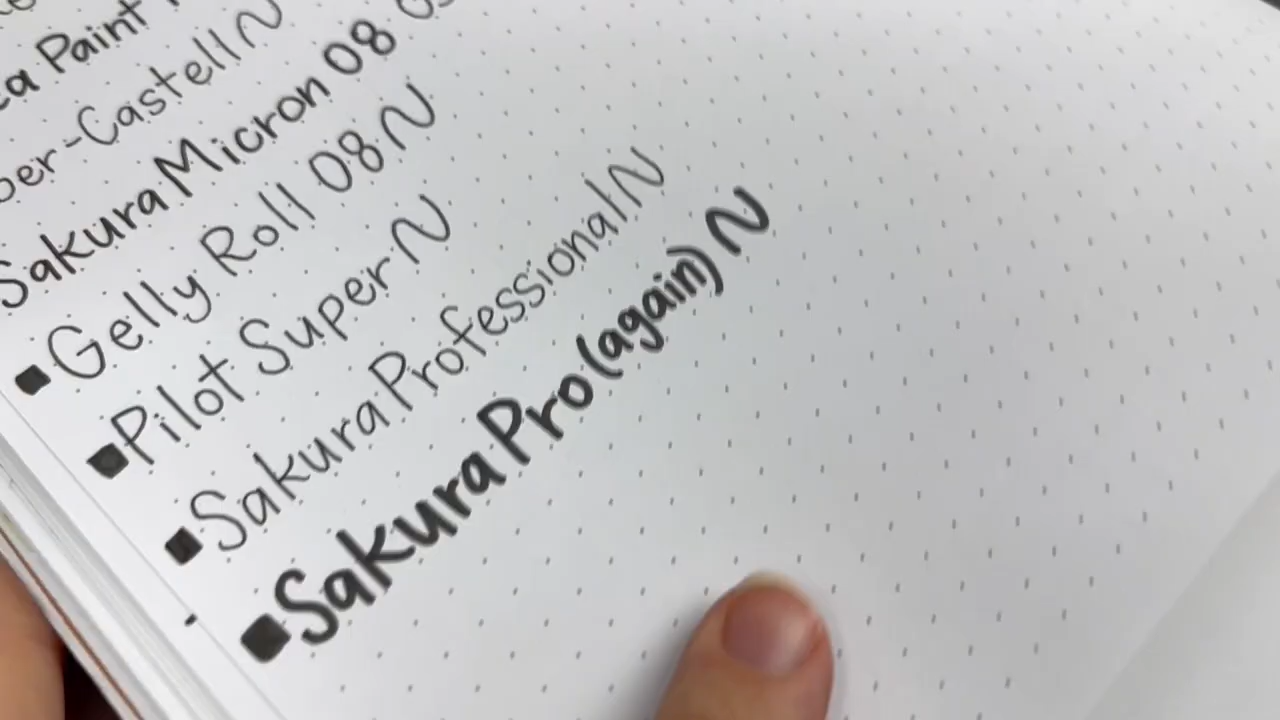 Paint
-Castell N
Sakura Micron 08
Gelly Roll 08 N
Pilot Super N
Sakura Professional N
Sakura Pro (again) N